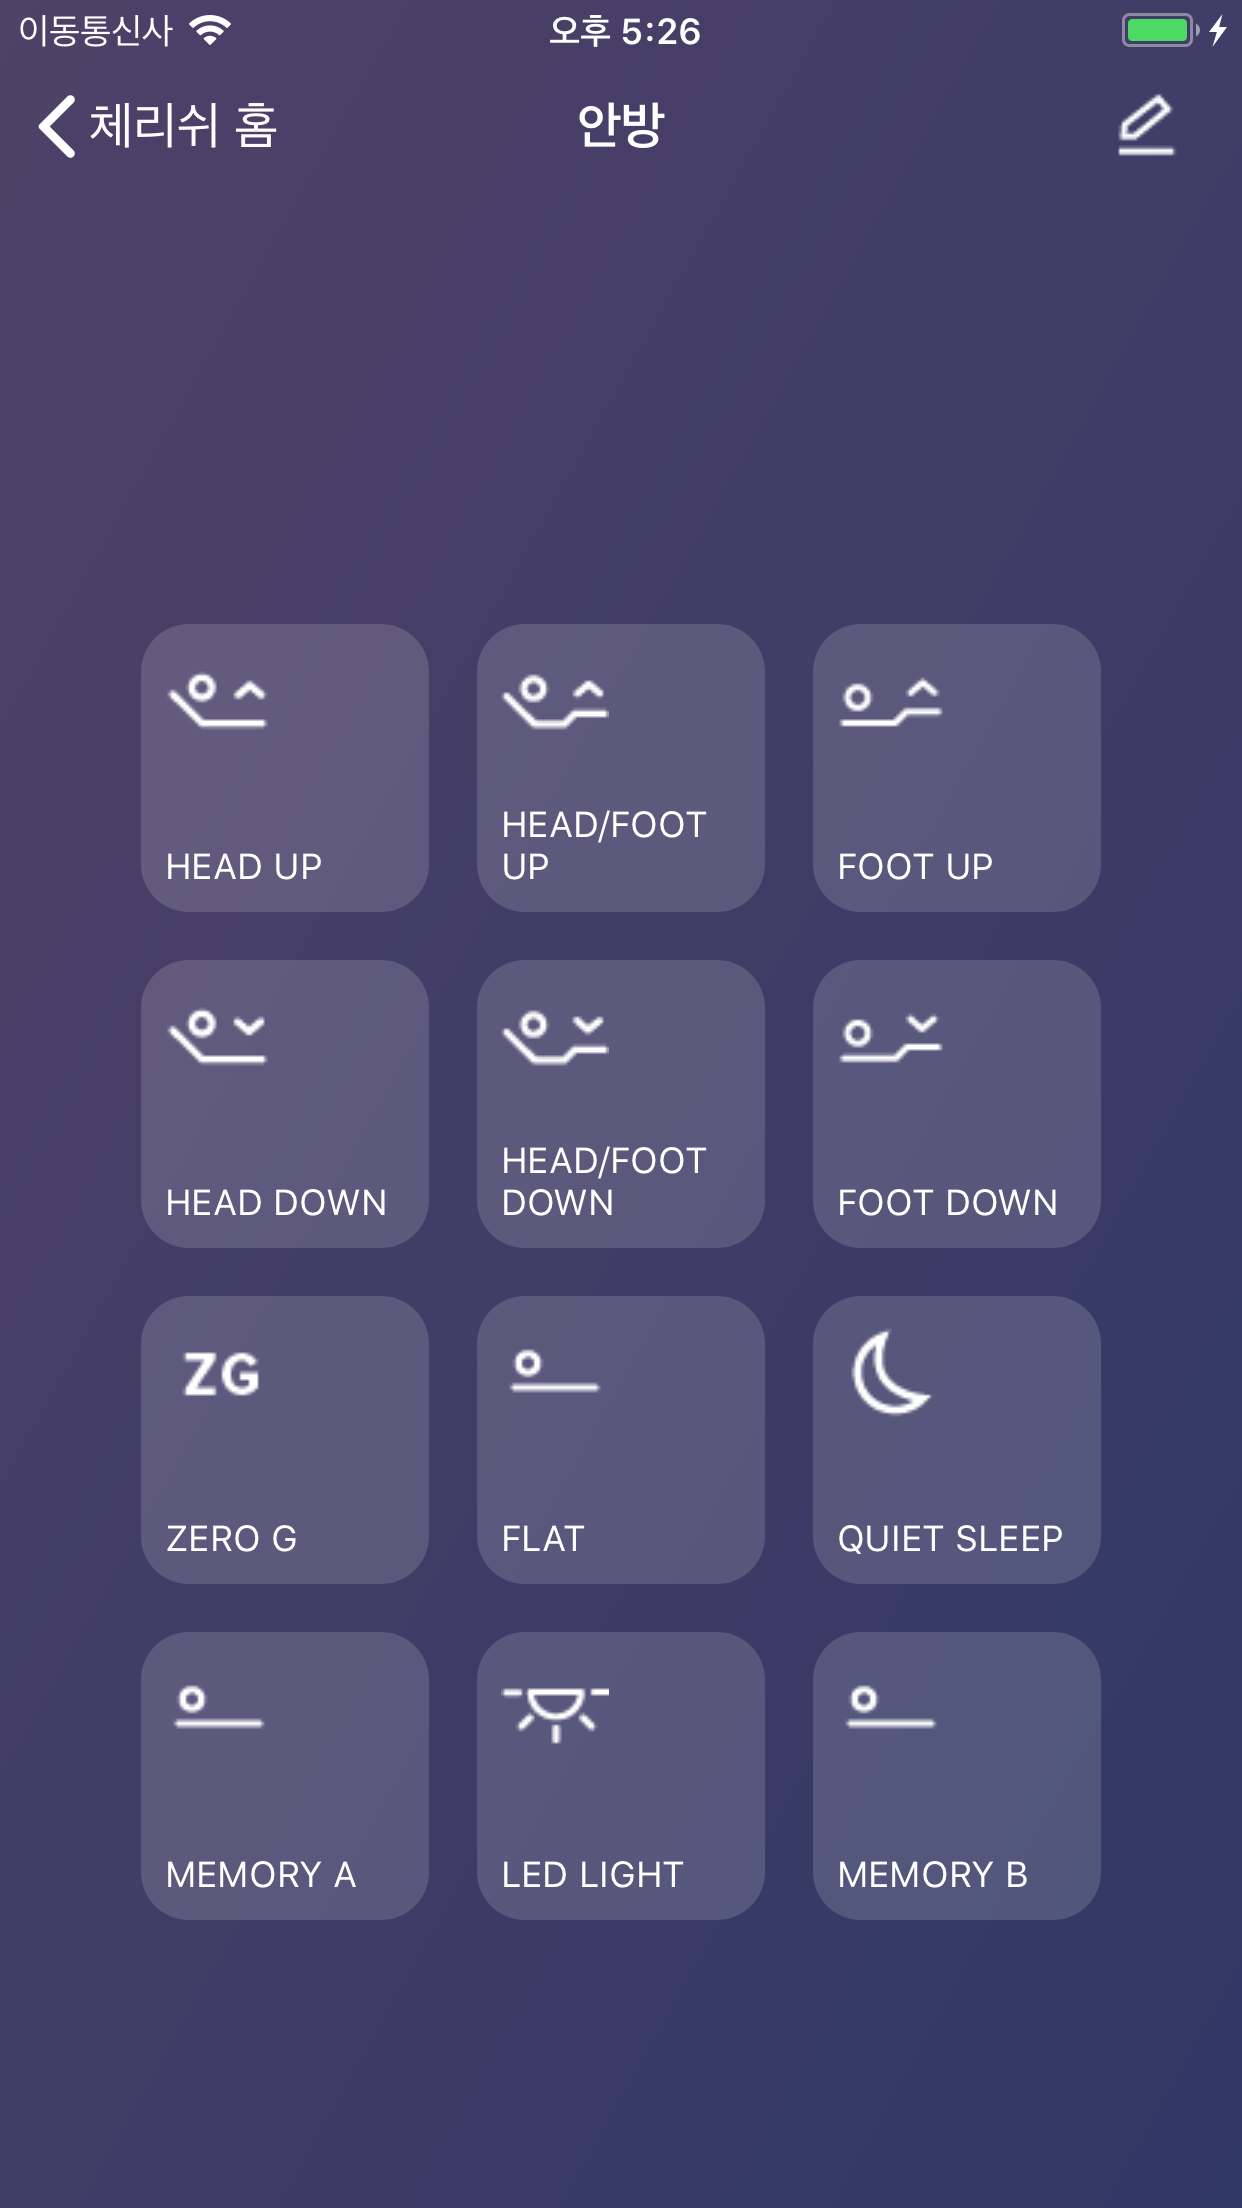 이동통신사 오후 5:26
체리쉬 홈 안방
HEAD UP
HEAD/FOOT
UP
FOOT UP
HEAD DOWN
HEAD/FOOT
DOWN
FOOT DOWN
ZG
ZERO G
FLAT
QUIET SLEEP
MEMORY A
LED LIGHT
MEMORY B